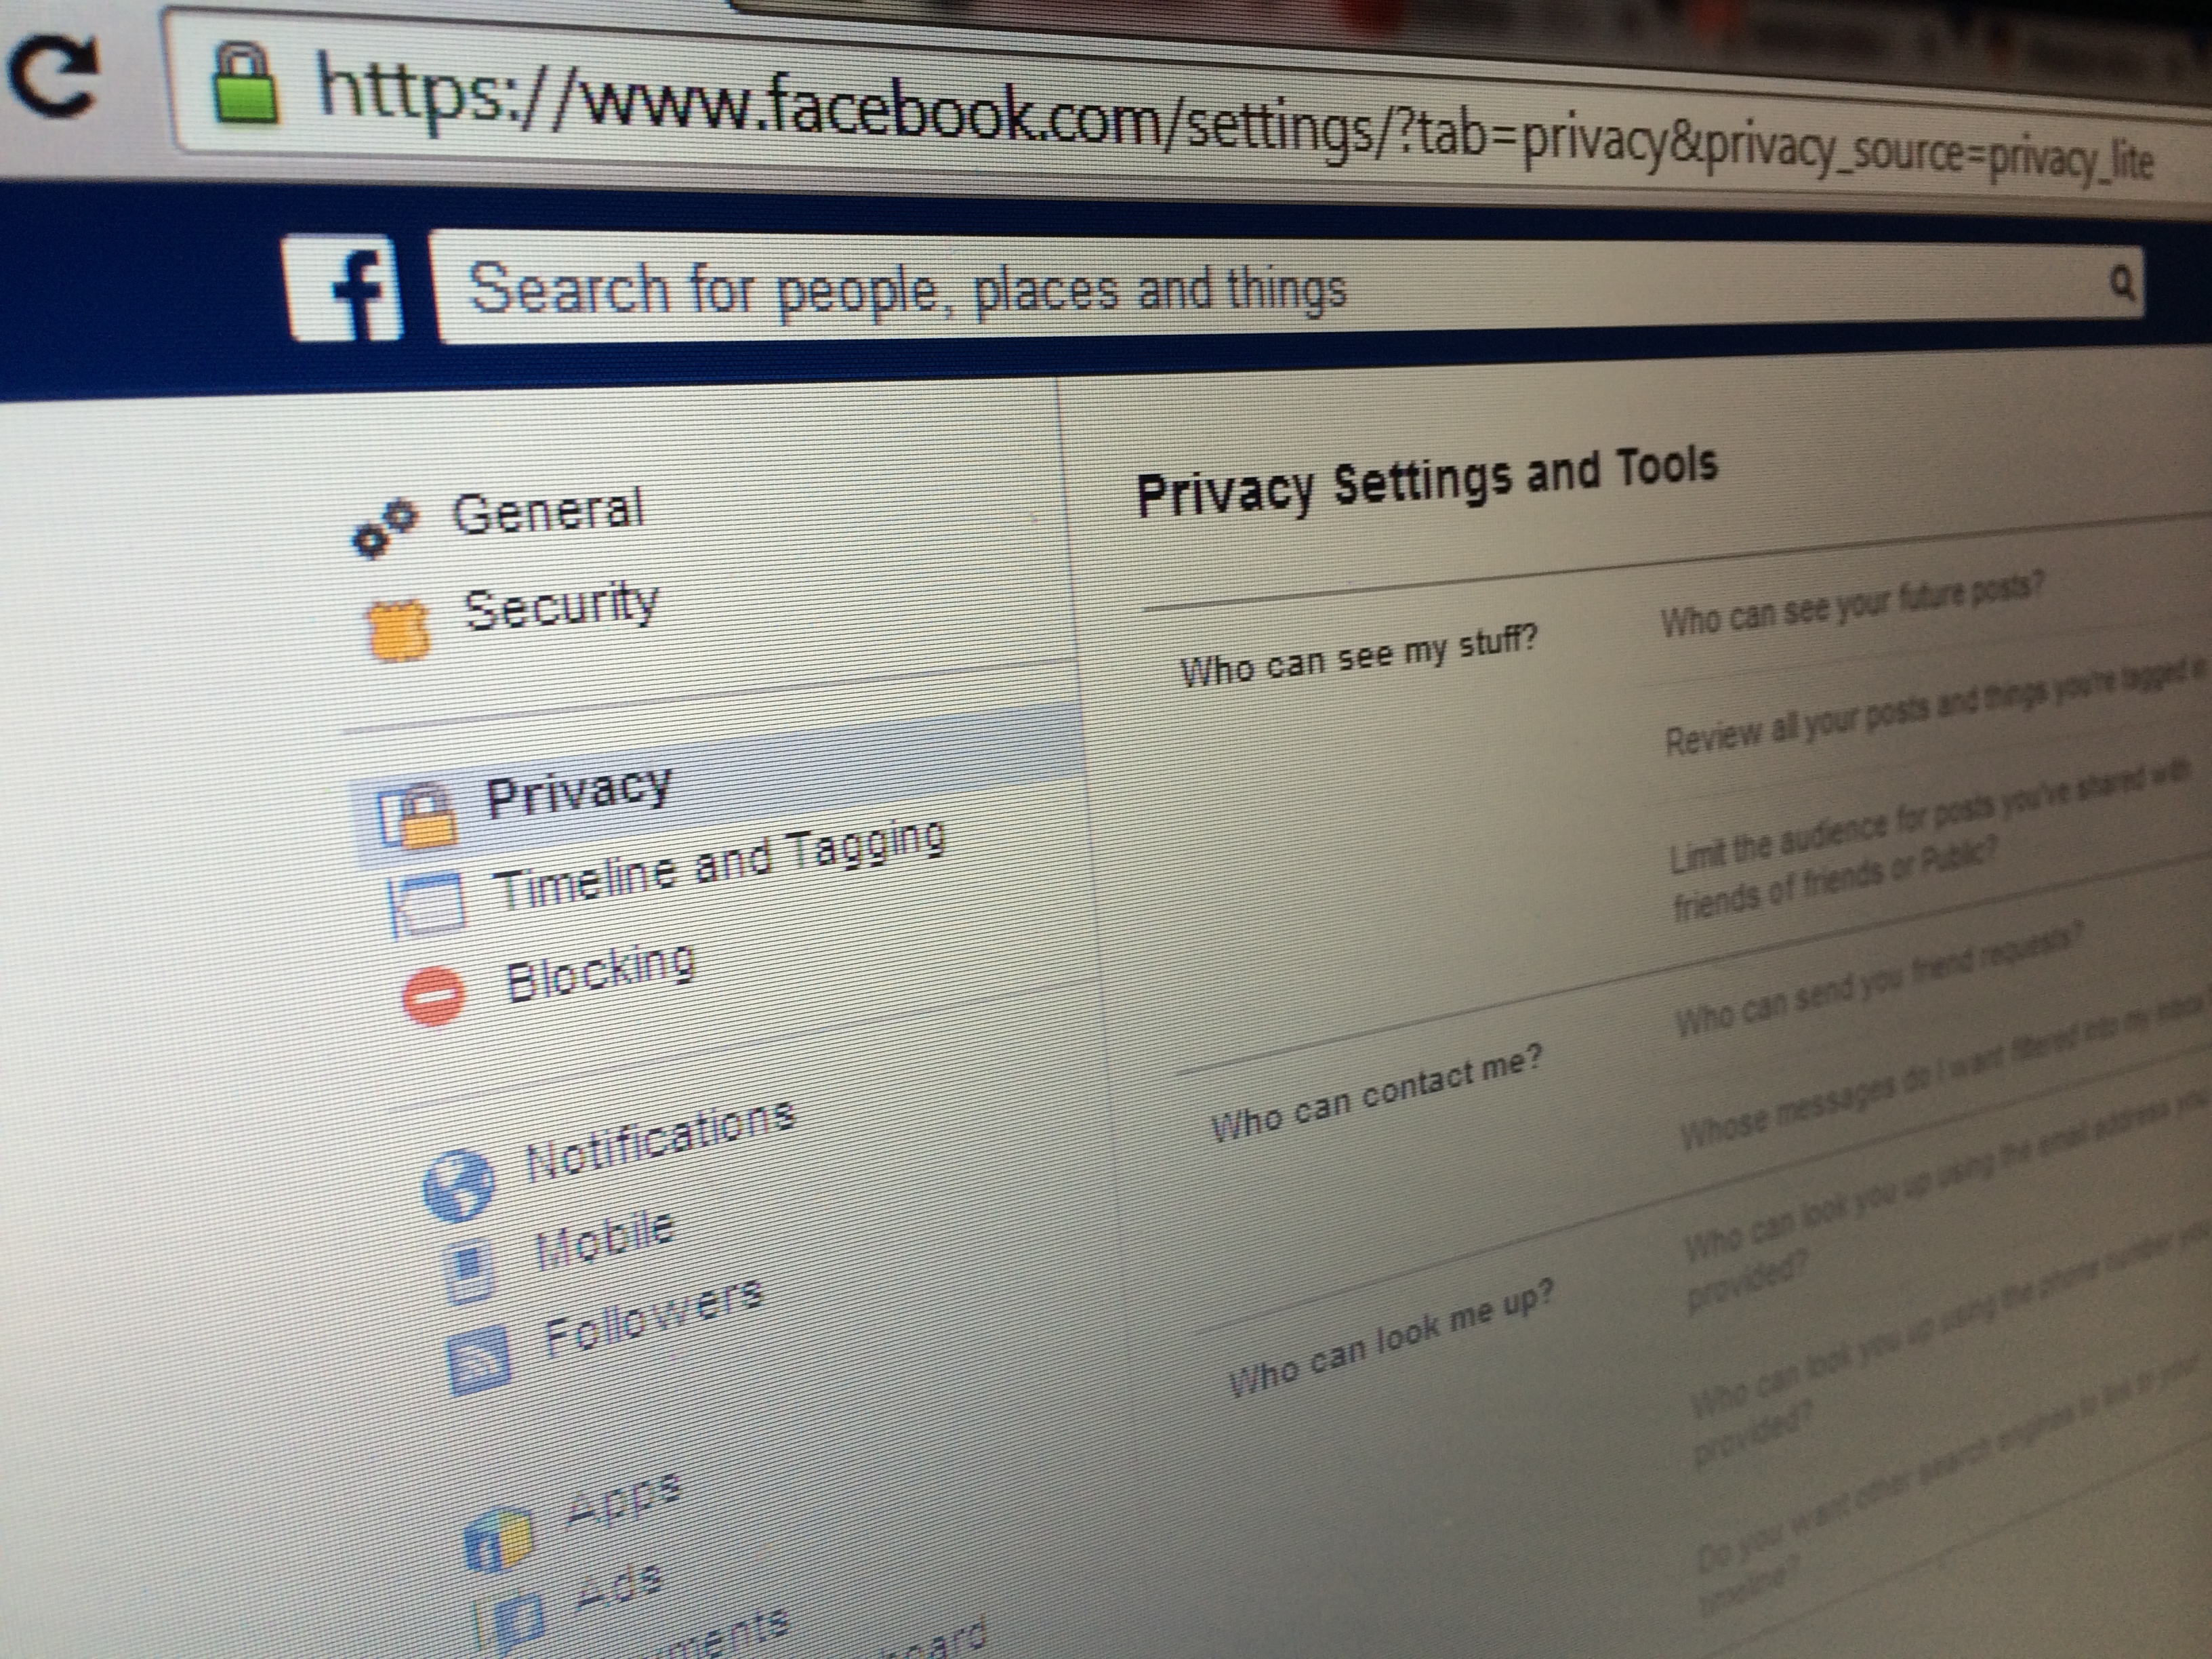 https://www.facebook.com/settings/?tab=privacy&privacy_source=privacy_lite
f
Search for people, places and things
General
Security
Privacy
Timeline and Tagging
Blocking
Notifications
Mobile
Followers
Apps
Ads
Privacy Settings and Tools
Who can see my stuff?
Who can see your future posts?
Review all your posts and things you're tagged in
Limit the audience for posts you've shared with
friends of friends or Public?
Who can contact me?
Who can send you friend requests?
Whose messages do I want filtered into my inbox?
Who can look me up?
Who can look you up using the email address you
provided?
Who can look you up using the phone number you
provided?
Do you want other search engines to link to your
timeline?